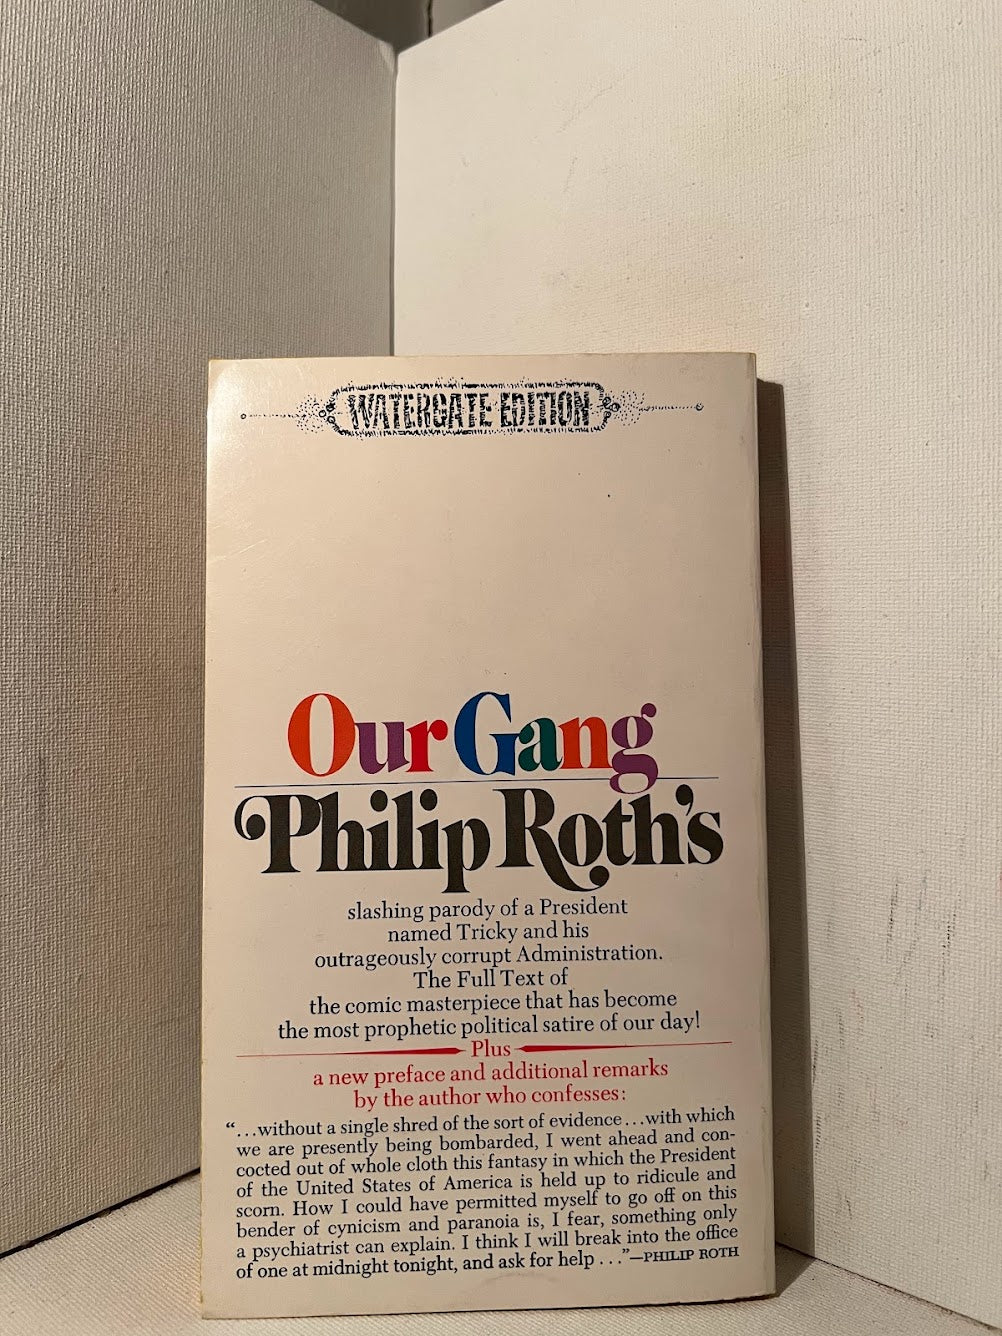 WATERGATE EDITION
Our Gang
Philip Roth's
slashing parody of a President
named Tricky and his
outrageously corrupt Administration.
The Full Text of
the comic masterpiece that has become
the most prophetic political satire of our day!
Plus
a new preface and additional remarks
by the author who confesses:
“...without a single shred of the sort of evidence...with which
we are presently being bombarded, I went ahead and con-
cocted out of whole cloth this fantasy in which the President
of the United States of America is held up to ridicule and
scorn. How I could have permitted myself to go off on this
bender of cynicism and paranoia is, I fear, something only
a psychiatrist can explain. I think I will break into the office
of one at midnight tonight, and ask for help ...”—PHILIP ROTH